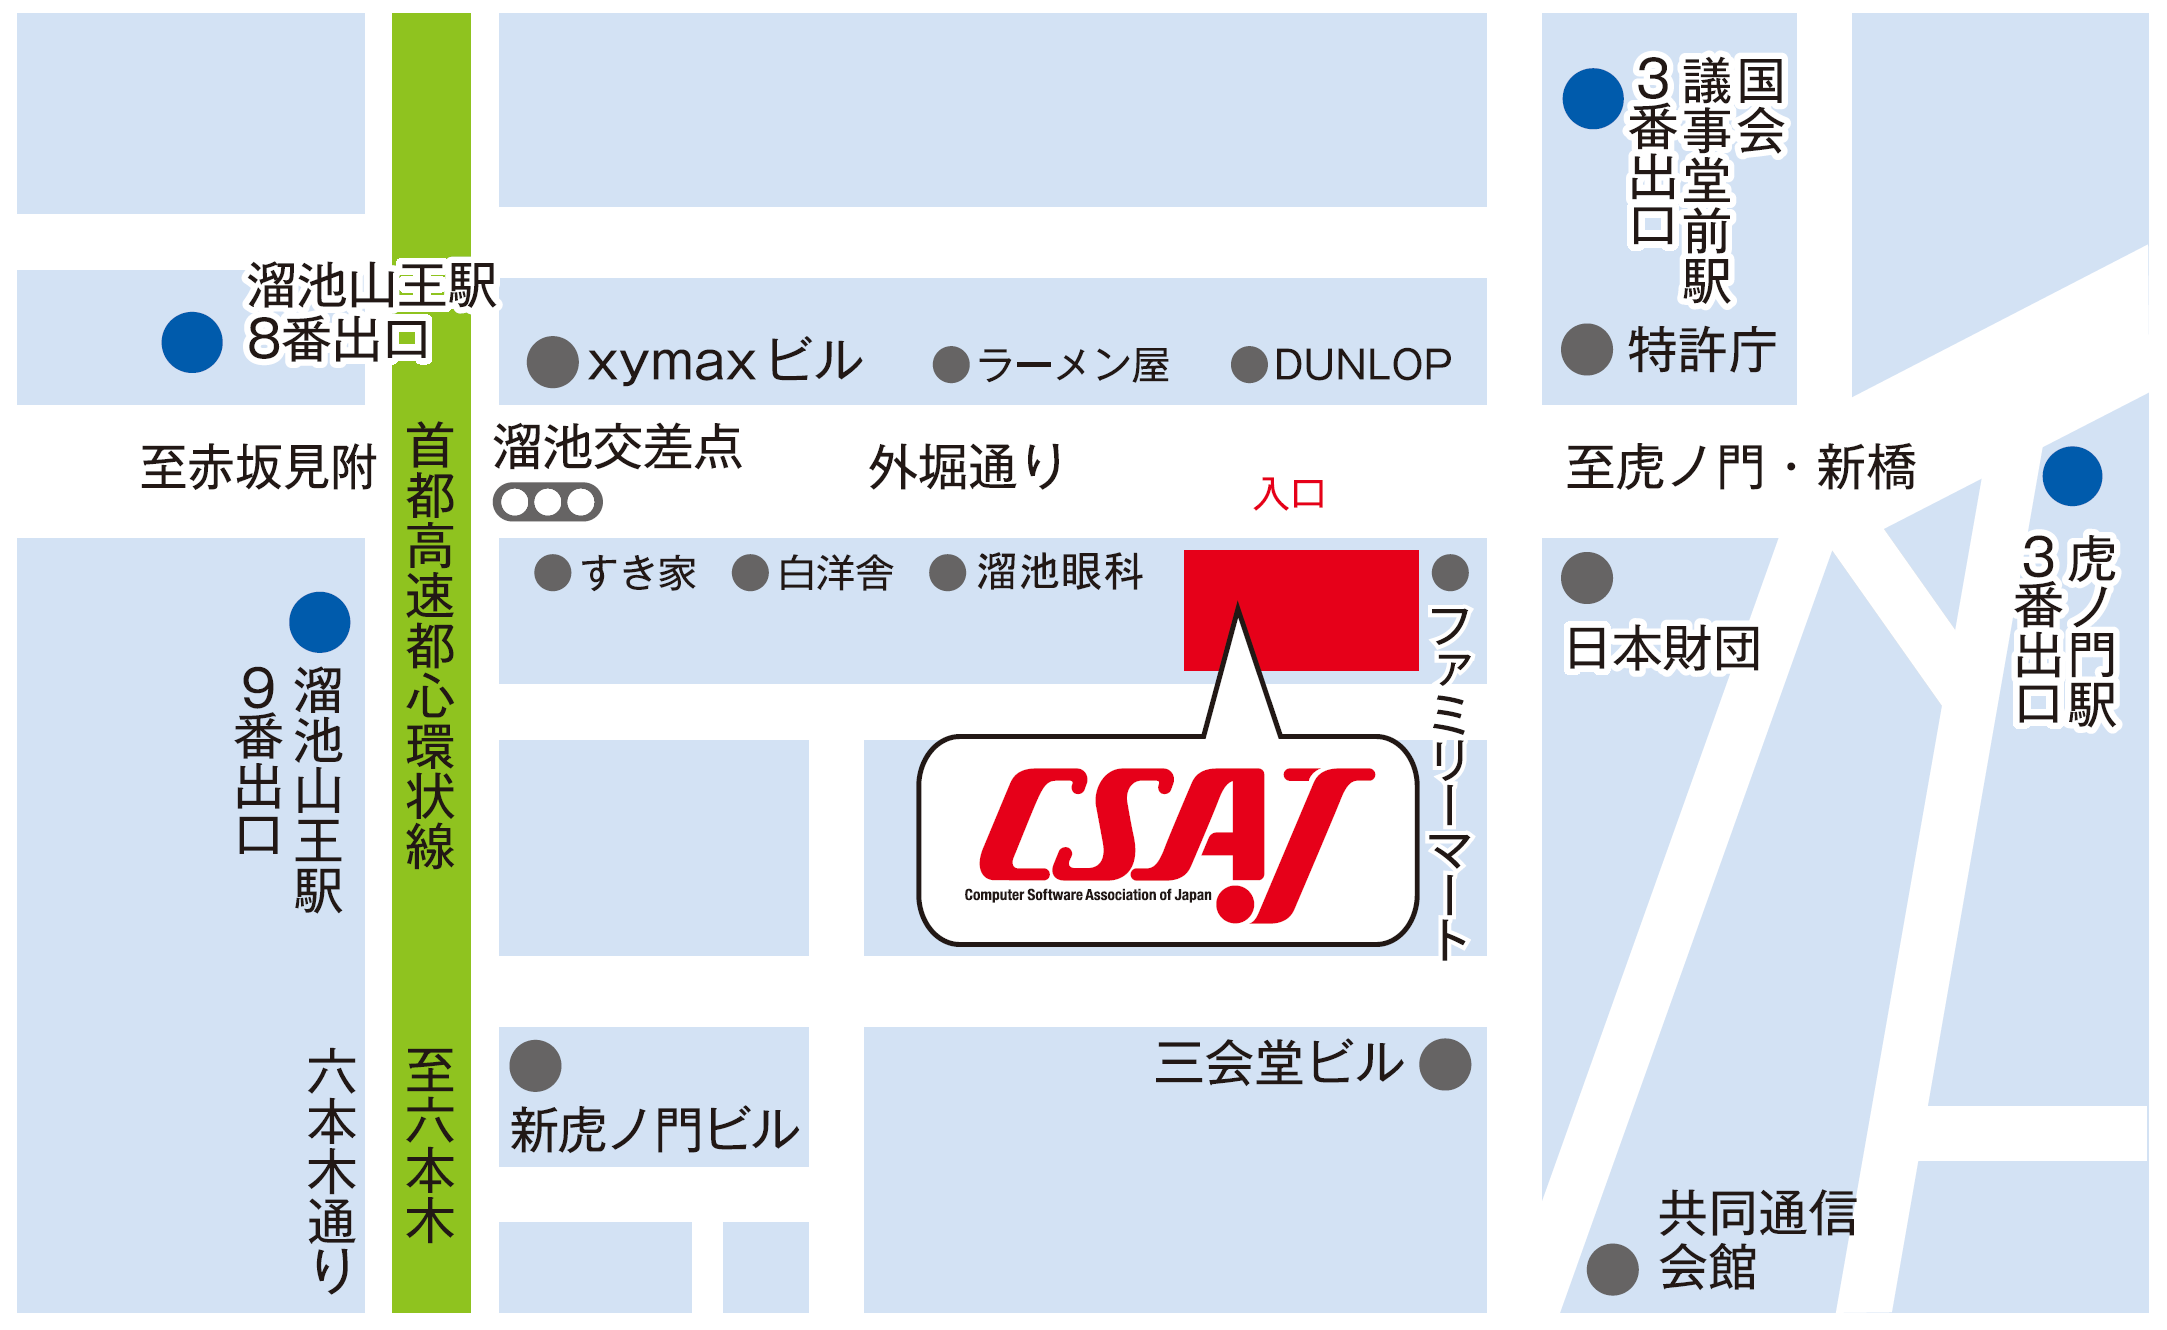 国会
議事堂前駅
3番出口
溜池山王駅
8番出口
xymaxビル
ラーメン屋
DUNLOP
特許庁
至赤坂見附
首都高速都心環状線
溜池交差点
外堀通り
入口
至虎ノ門・新橋
すき家
白洋舎
溜池眼科
ファミリーマート
日本財団
虎ノ門駅
3番出口
溜池山王駅
9番出口
CSAJ
Computer Software Association of Japan
六本木通り
至六本木
新虎ノ門ビル
三会堂ビル
共同通信
会館